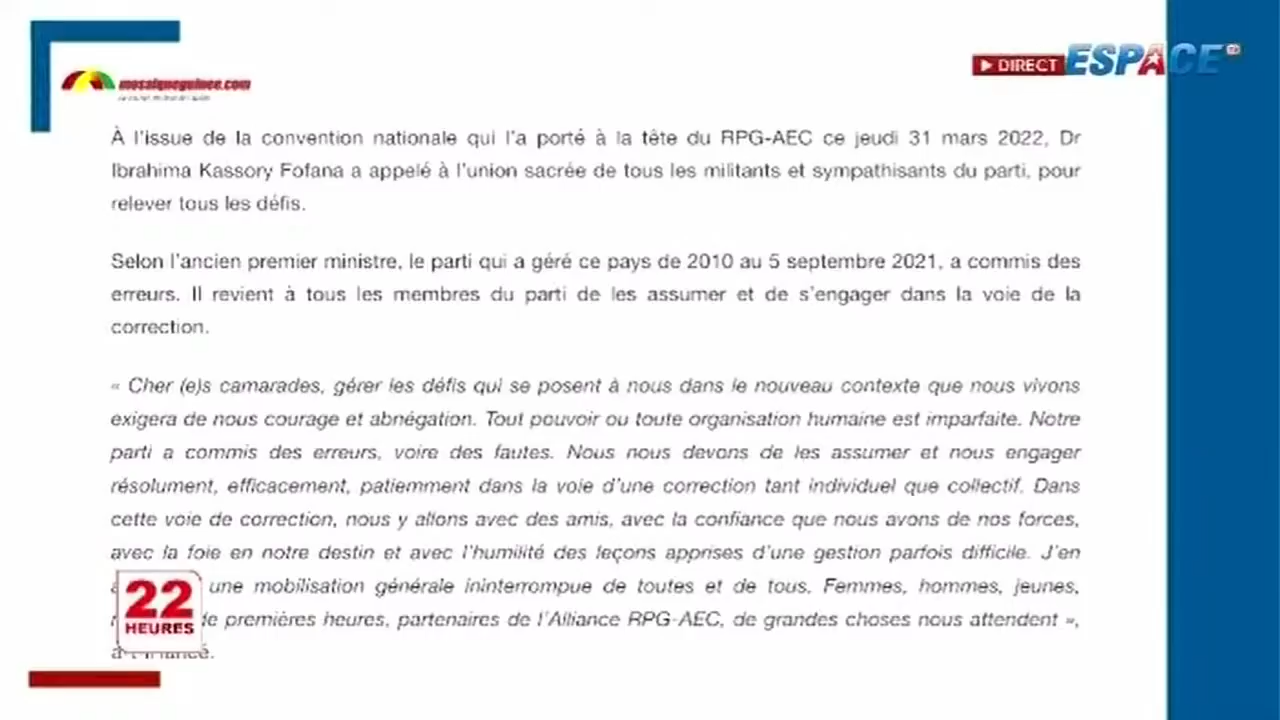 mosaiqueguinee.com
DIRECT ESPACE
À l'issue de la convention nationale qui l'a porté à la tête du RPG-AEC ce jeudi 31 mars 2022, Dr
Ibrahima Kassory Fofana a appelé à l'union sacrée de tous les militants et sympathisants du parti, pour
relever tous les défis.
Selon l'ancien premier ministre, le parti qui a géré ce pays de 2010 au 5 septembre 2021, a commis des
erreurs. Il revient à tous les membres du parti de les assumer et de s'engager dans la voie de la
correction.
« Cher (e)s camarades, gérer les défis qui se posent à nous dans le nouveau contexte que nous vivons
exigera de nous courage et abnégation. Tout pouvoir ou toute organisation humaine est imparfaite. Notre
parti a commis des erreurs, voire des fautes. Nous nous devons de les assumer et nous engager
résolument, efficacement, patiemment dans la voie d'une correction tant individuel que collectif. Dans
cette voie de correction, nous y allons avec des amis, avec la confiance que nous avons de nos forces,
avec la foie en notre destin et avec l'humilité des leçons apprises d'une gestion parfois difficile. J'en
une mobilisation générale ininterrompue de toutes et de tous. Femmes, hommes, jeunes,
de premières heures, partenaires de l'Alliance RPG-AEC, de grandes choses nous attendent »,
a-t-il lancé.
22
HEURES